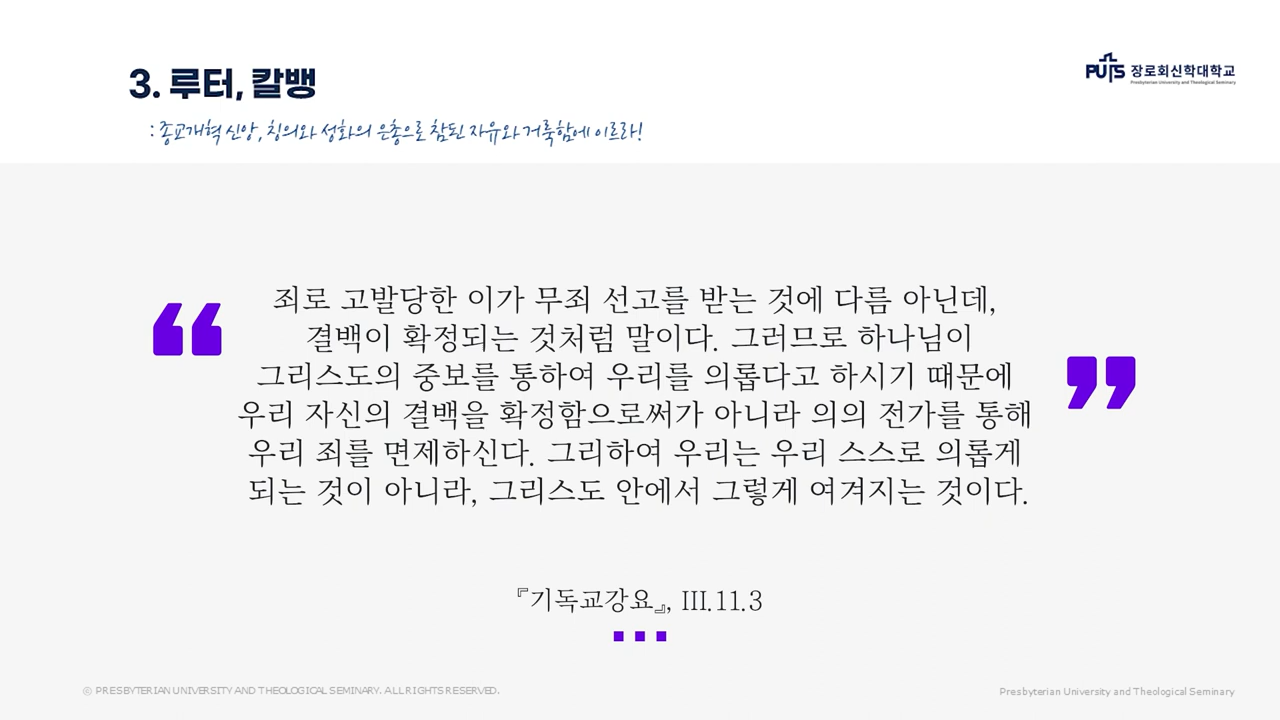 3. 루터, 칼뱅
: 종교개혁 신앙, 칭의와 성화의 은총으로 참된 자유와 거룩함에 이르라!
PUTS 장로회신학대학교
Presbyterian University and Theological Seminary
“ 죄로 고발당한 이가 무죄 선고를 받는 것에 다름 아닌데,
결백이 확정되는 것처럼 말이다. 그러므로 하나님이
그리스도의 중보를 통하여 우리를 의롭다고 하시기 때문에
우리 자신의 결백을 확정함으로써가 아니라 의의 전가를 통해
우리 죄를 면제하신다. 그리하여 우리는 우리 스스로 의롭게
되는 것이 아니라, 그리스도 안에서 그렇게 여겨지는 것이다. ”
『기독교강요』, III.11.3
© PRESBYTERIAN UNIVERSITY AND THEOLOGICAL SEMINARY. ALL RIGHTS RESERVED.
Presbyterian University and Theological Seminary